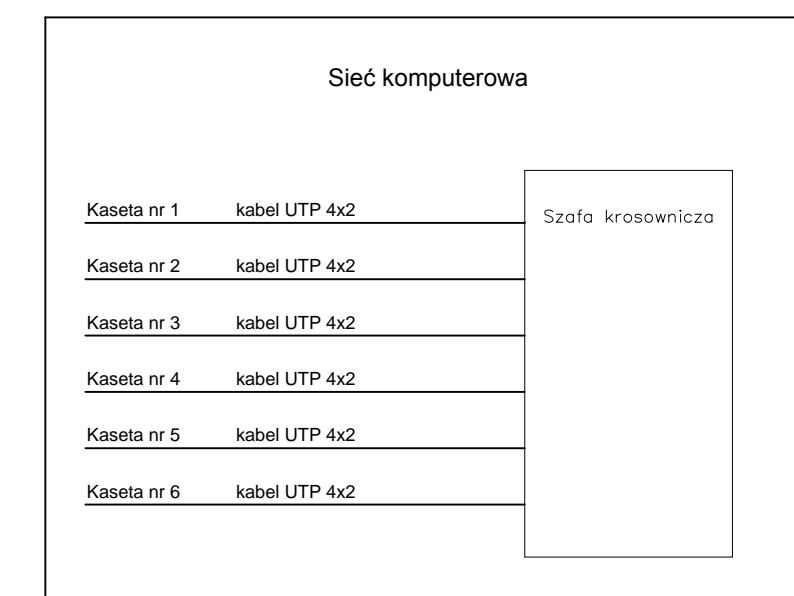 Sieć komputerowa
Kaseta nr 1 kabel UTP 4x2
Szafa krosownicza
Kaseta nr 2 kabel UTP 4x2
Kaseta nr 3 kabel UTP 4x2
Kaseta nr 4 kabel UTP 4x2
Kaseta nr 5 kabel UTP 4x2
Kaseta nr 6 kabel UTP 4x2